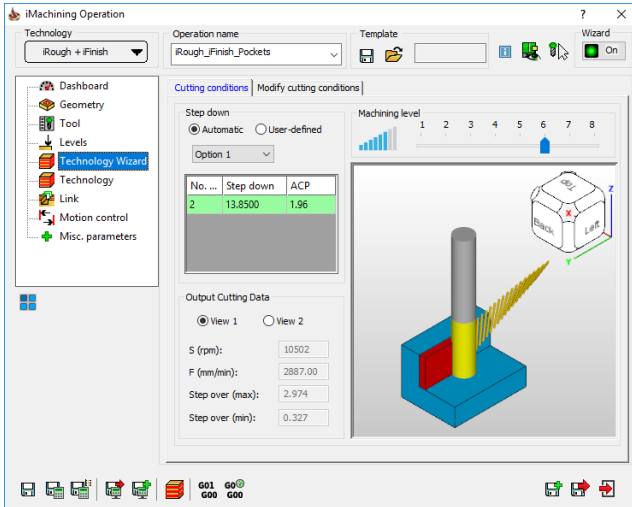 iMachining Operation
Technology
iRough + iFinish
Operation name
iRough_iFinish_Pockets
Template
Wizard
On
Dashboard
Geometry
Tool
Levels
Technology Wizard
Technology
Link
Motion control
Misc. parameters
Cutting conditions
Modify cutting conditions
Step down
Automatic
User-defined
Option 1
No. ...
Step down
ACP
2
13.8500
1.96
Machining level
1 2 3 4 5 6 7 8
Top
Back
Left
X
Y
Z
Output Cutting Data
View 1
View 2
S (rpm):
10502
F (mm/min):
2887.00
Step over (max):
2.974
Step over (min):
0.327
G01
G00
G0
G00